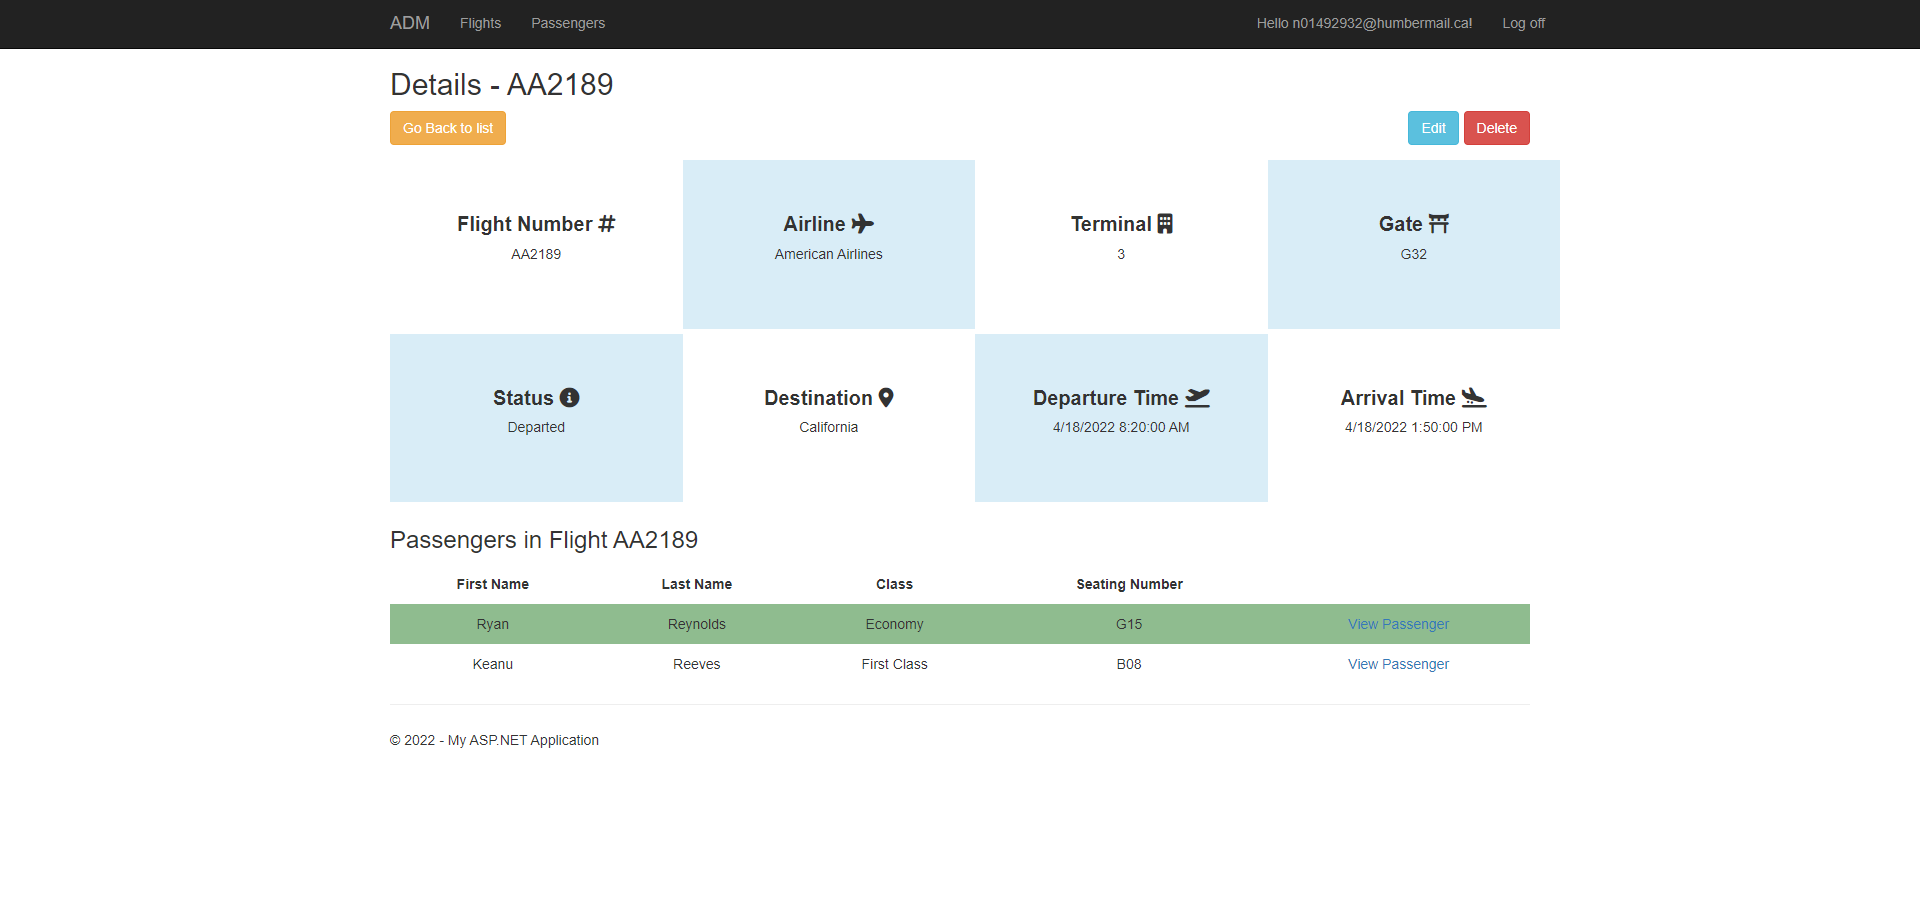 ADM Flights Passengers Hello n01492932@humbermail.ca! Log off
Details - AA2189
Go Back to list Edit Delete
Flight Number # Airline Terminal Gate
AA2189 American Airlines 3 G32
Status Destination Departure Time Arrival Time
Departed California 4/18/2022 8:20:00 AM 4/18/2022 1:50:00 PM
Passengers in Flight AA2189
First Name Last Name Class Seating Number
Ryan Reynolds Economy G15 View Passenger
Keanu Reeves First Class B08 View Passenger
© 2022 - My ASP.NET Application